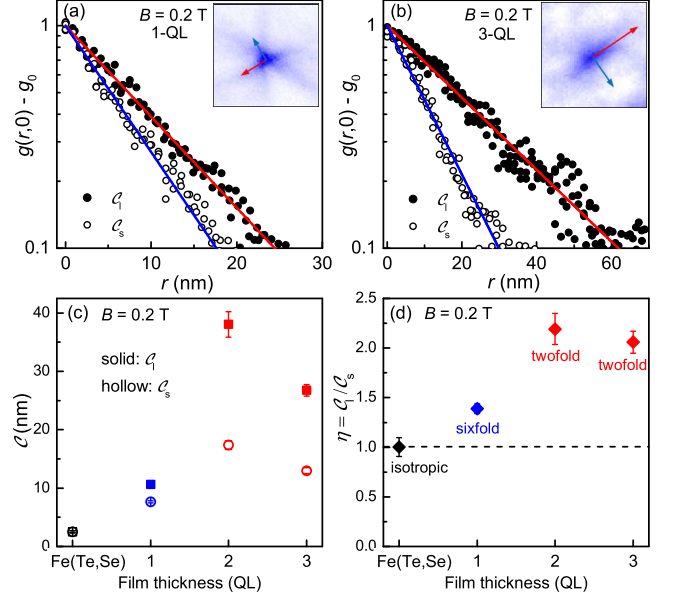 (a)
B = 0.2 T
1-QL
g(r,0) - g₀
1
0.1
𝒞ₗ
𝒞ₛ
0
10
20
30
r (nm)
(b)
B = 0.2 T
3-QL
g(r,0) - g₀
1
0.1
𝒞ₗ
𝒞ₛ
0
20
40
60
r (nm)
(c)
B = 0.2 T
solid: 𝒞ₗ
hollow: 𝒞ₛ
𝒞 (nm)
40
30
20
10
0
Fe(Te,Se)
1
2
3
Film thickness (QL)
(d)
B = 0.2 T
η = 𝒞ₗ/𝒞ₛ
2.5
2.0
1.5
1.0
0.5
0.0
twofold
twofold
sixfold
isotropic
Fe(Te,Se)
1
2
3
Film thickness (QL)